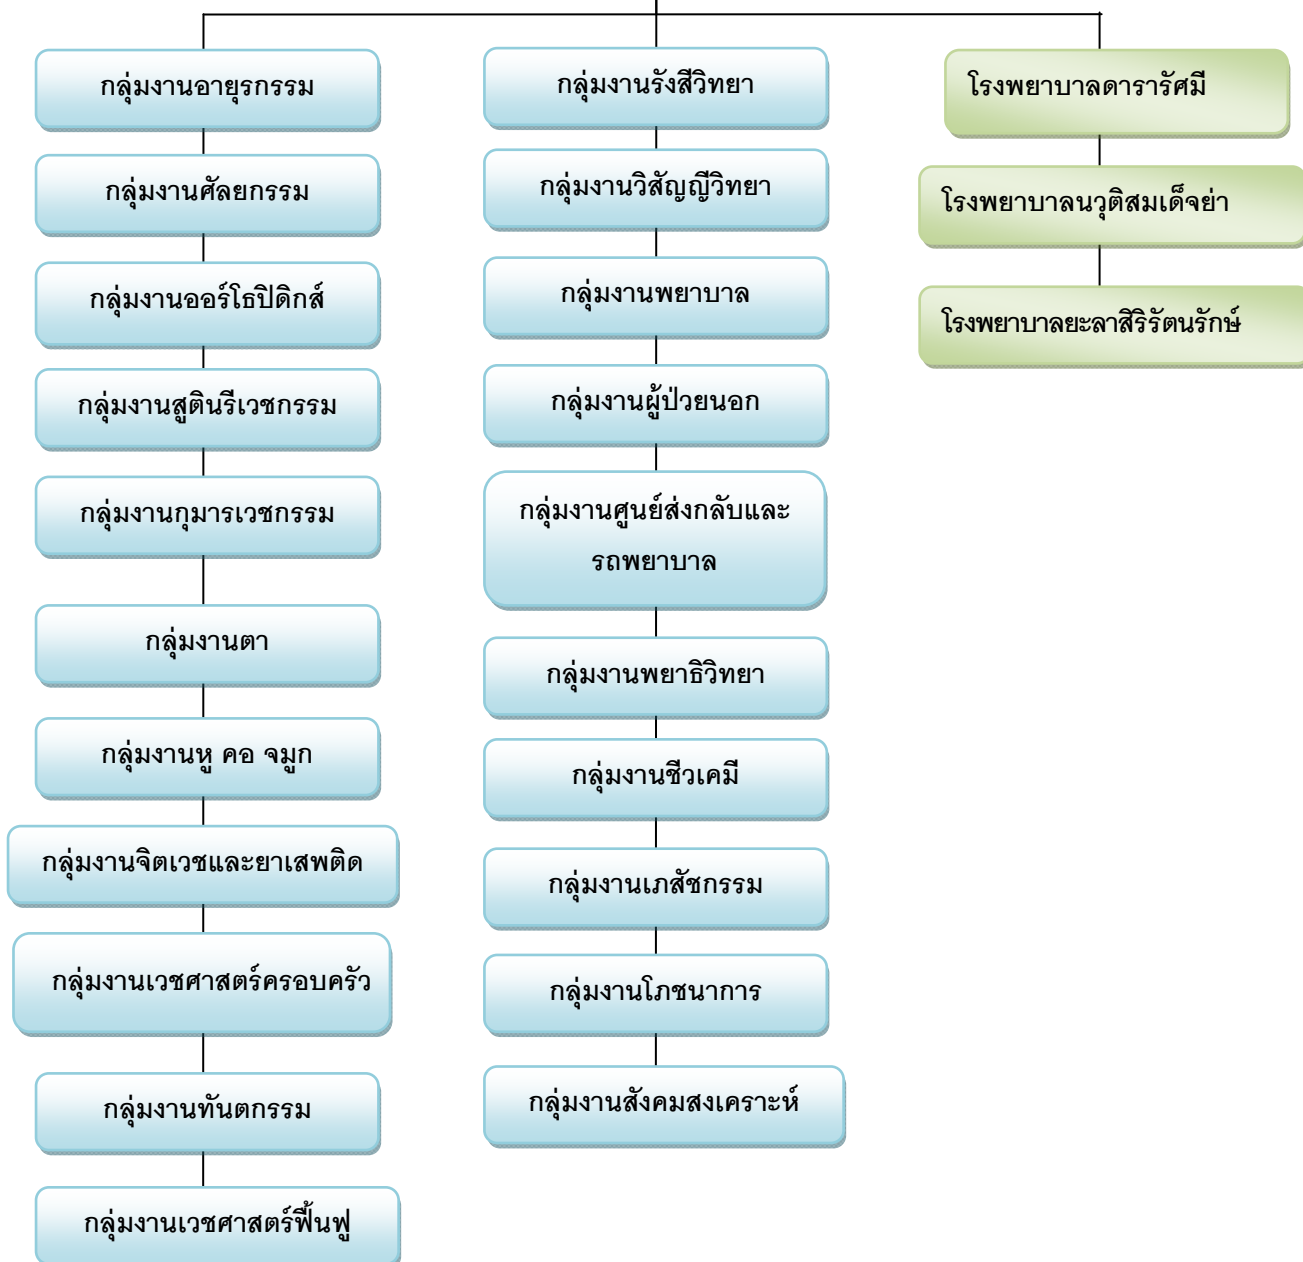 กลุ่มงานอายุรกรรม
กลุ่มงานศัลยกรรม
กลุ่มงานออร์โธปิดิกส์
กลุ่มงานสูตินรีเวชกรรม
กลุ่มงานกุมารเวชกรรม
กลุ่มงานตา
กลุ่มงานหู คอ จมูก
กลุ่มงานจิตเวชและยาเสพติด
กลุ่มงานเวชศาสตร์ครอบครัว
กลุ่มงานทันตกรรม
กลุ่มงานเวชศาสตร์ฟื้นฟู
กลุ่มงานรังสีวิทยา
กลุ่มงานวิสัญญีวิทยา
กลุ่มงานพยาบาล
กลุ่มงานผู้ป่วยนอก
กลุ่มงานศูนย์ส่งกลับและ
รถพยาบาล
กลุ่มงานพยาธิวิทยา
กลุ่มงานชีวเคมี
กลุ่มงานเภสัชกรรม
กลุ่มงานโภชนาการ
กลุ่มงานสังคมสงเคราะห์
โรงพยาบาลดารารัศมี
โรงพยาบาลนวุติสมเด็จย่า
โรงพยาบาลยะลาสิริรัตนรักษ์